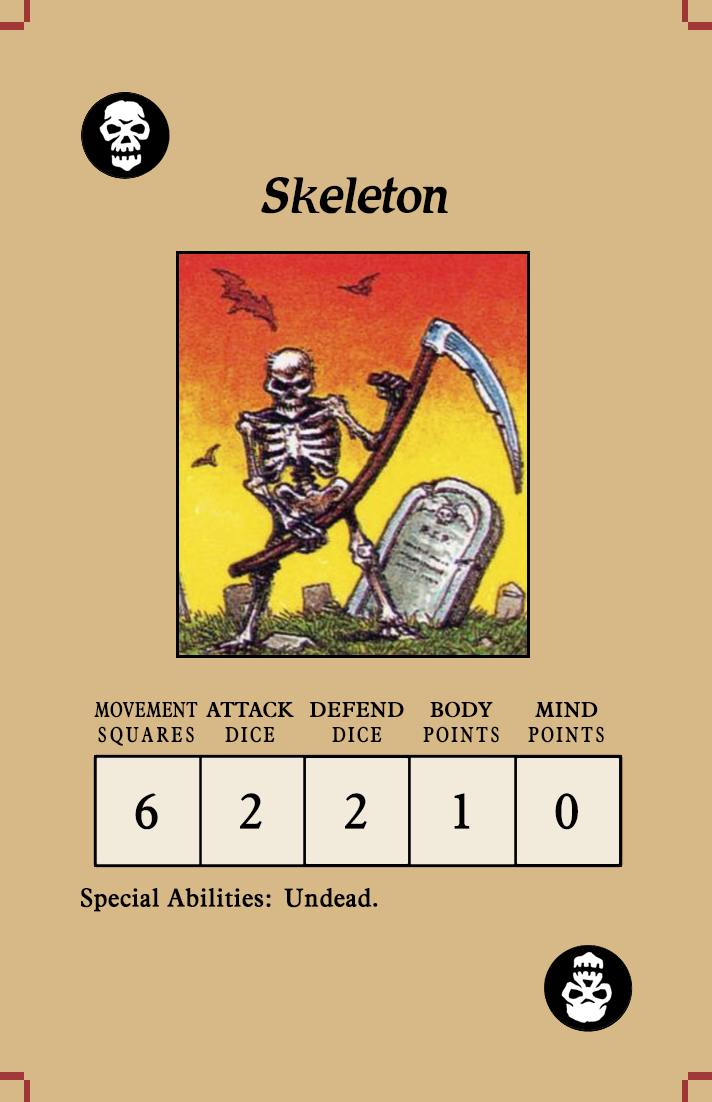 Skeleton
R.I.P.
MOVEMENT ATTACK DEFEND BODY MIND
SQUARES DICE DICE POINTS POINTS
6 2 2 1 0
Special Abilities: Undead.